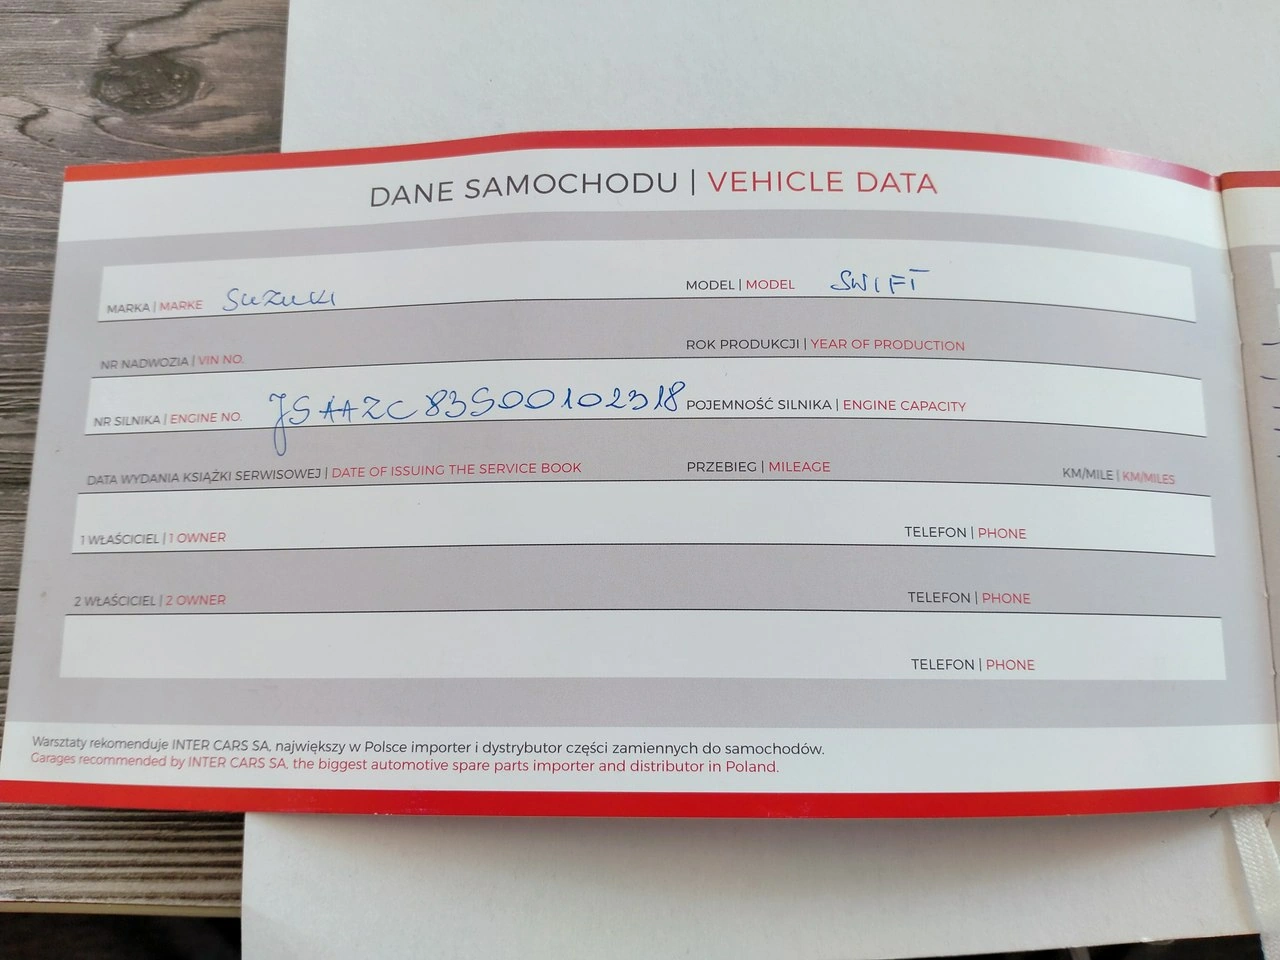 DANE SAMOCHODU | VEHICLE DATA
MARKA | MARKE Suzuki MODEL | MODEL SWIFT
NR NADWOZIA | VIN NO. ROK PRODUKCJI | YEAR OF PRODUCTION
NR SILNIKA | ENGINE NO. JSAAZC83S00102318 POJEMNOŚĆ SILNIKA | ENGINE CAPACITY
DATA WYDANIA KSIĄŻKI SERWISOWEJ | DATE OF ISSUING THE SERVICE BOOK PRZEBIEG | MILEAGE KM/MILE | KM/MILES
1 WŁAŚCICIEL | 1 OWNER TELEFON | PHONE
2 WŁAŚCICIEL | 2 OWNER TELEFON | PHONE
TELEFON | PHONE
Warsztaty rekomenduje INTER CARS SA, największy w Polsce importer i dystrybutor części zamiennych do samochodów.
Garages recommended by INTER CARS SA, the biggest automotive spare parts importer and distributor in Poland.